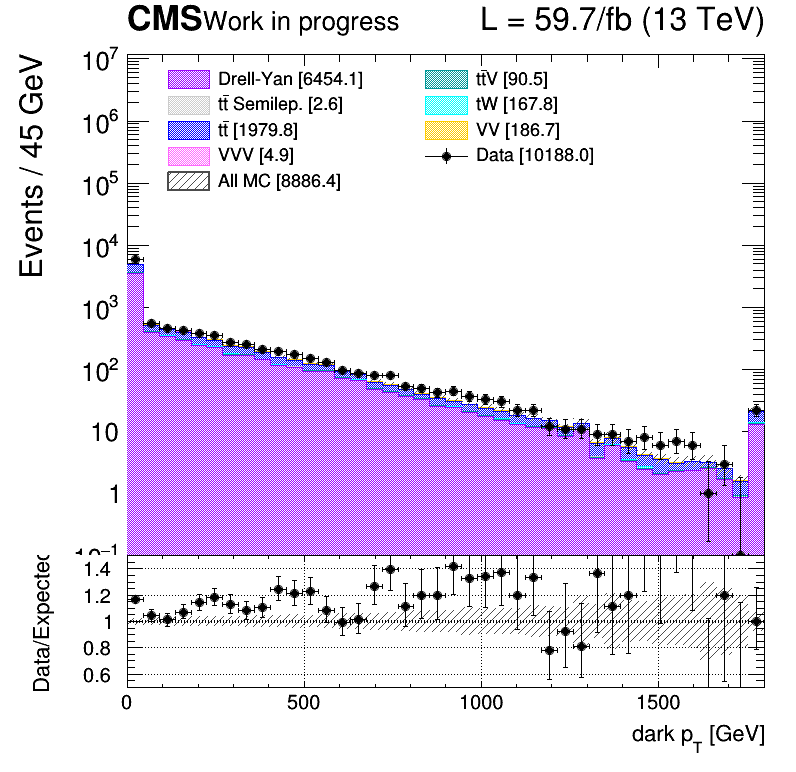 CMS Work in progress L = 59.7/fb (13 TeV)
Events / 45 GeV
Drell-Yan [6454.1]
tt̄ Semilep. [2.6]
tt̄ [1979.8]
VVV [4.9]
All MC [8886.4]
tt̄V [90.5]
tW [167.8]
VV [186.7]
Data [10188.0]
10⁷
10⁶
10⁵
10⁴
10³
10²
10
1
10⁻¹
Data/Expected
1.4
1.2
1
0.8
0.6
0 500 1000 1500
dark p_T [GeV]